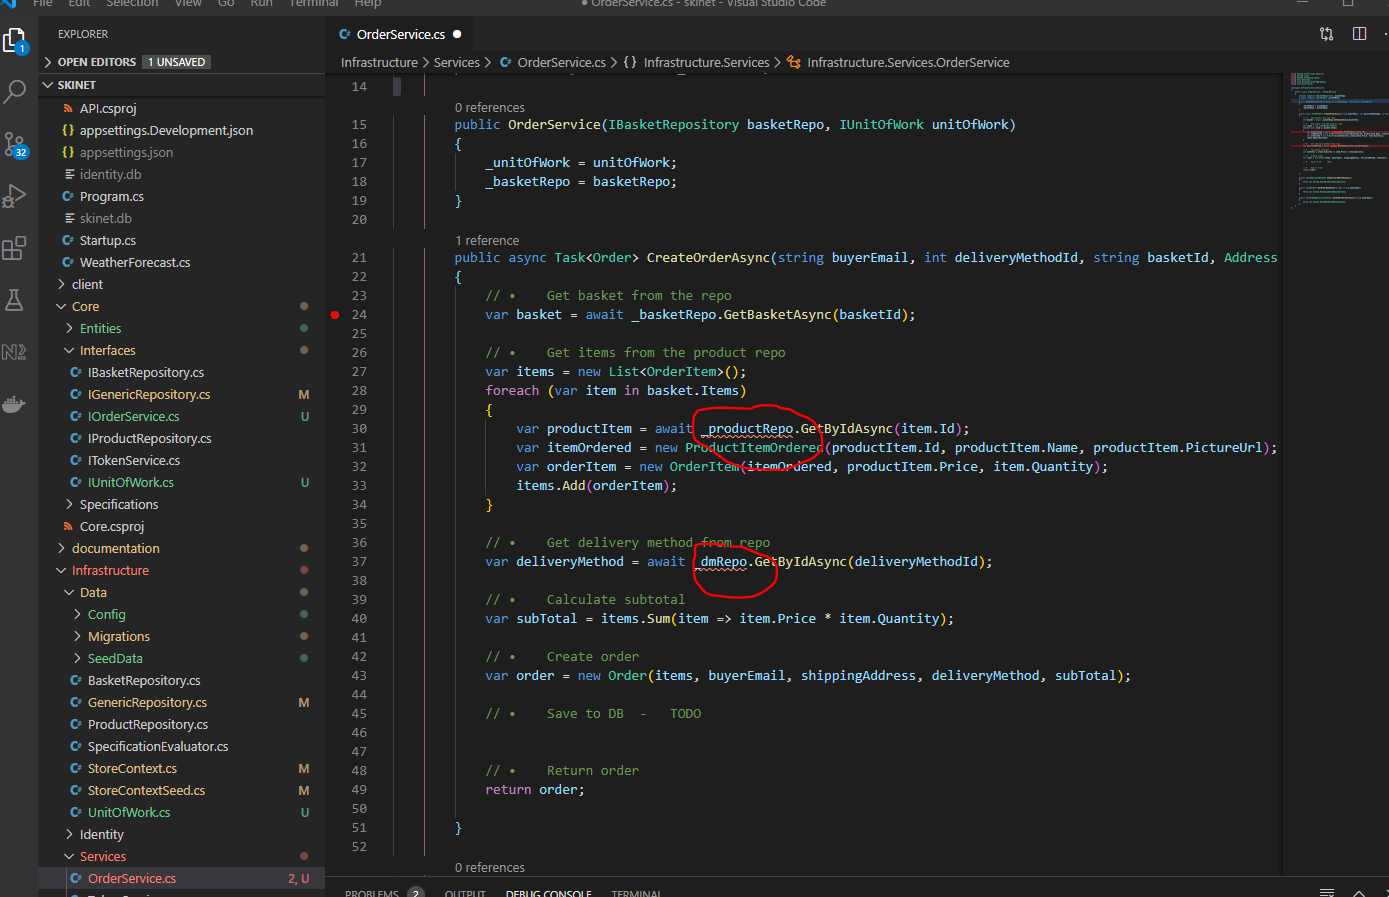 File Edit Selection View Go Run Terminal Help
● OrderService.cs - skinet - Visual Studio Code
EXPLORER
OPEN EDITORS 1 UNSAVED
SKINET
API.csproj
{} appsettings.Development.json
{} appsettings.json
identity.db
C# Program.cs
skinet.db
C# Startup.cs
C# WeatherForecast.cs
client
Core
Entities
Interfaces
C# IBasketRepository.cs
C# IGenericRepository.cs M
C# IOrderService.cs U
C# IProductRepository.cs
C# ITokenService.cs
C# IUnitOfWork.cs U
Specifications
Core.csproj
documentation
Infrastructure
Data
Config
Migrations
SeedData
C# BasketRepository.cs
C# GenericRepository.cs M
C# ProductRepository.cs
C# SpecificationEvaluator.cs
C# StoreContext.cs M
C# StoreContextSeed.cs M
C# UnitOfWork.cs U
Identity
Services
C# OrderService.cs 2, U
1
32
C# OrderService.cs ●
Infrastructure > Services > C# OrderService.cs > {} Infrastructure.Services > Infrastructure.Services.OrderService
14
0 references
15 public OrderService(IBasketRepository basketRepo, IUnitOfWork unitOfWork)
16 {
17 _unitOfWork = unitOfWork;
18 _basketRepo = basketRepo;
19 }
20
1 reference
21 public async Task<Order> CreateOrderAsync(string buyerEmail, int deliveryMethodId, string basketId, Address
22 {
23 // • Get basket from the repo
24 var basket = await _basketRepo.GetBasketAsync(basketId);
25
26 // • Get items from the product repo
27 var items = new List<OrderItem>();
28 foreach (var item in basket.Items)
29 {
30 var productItem = await _productRepo.GetByIdAsync(item.Id);
31 var itemOrdered = new ProductItemOrdered(productItem.Id, productItem.Name, productItem.PictureUrl);
32 var orderItem = new OrderItem(itemOrdered, productItem.Price, item.Quantity);
33 items.Add(orderItem);
34 }
35
36 // • Get delivery method from repo
37 var deliveryMethod = await _dmRepo.GetByIdAsync(deliveryMethodId);
38
39 // • Calculate subtotal
40 var subTotal = items.Sum(item => item.Price * item.Quantity);
41
42 // • Create order
43 var order = new Order(items, buyerEmail, shippingAddress, deliveryMethod, subTotal);
44
45 // • Save to DB - TODO
46
47
48 // • Return order
49 return order;
50
51 }
52
0 references
PROBLEMS 2 OUTPUT DEBUG CONSOLE TERMINAL